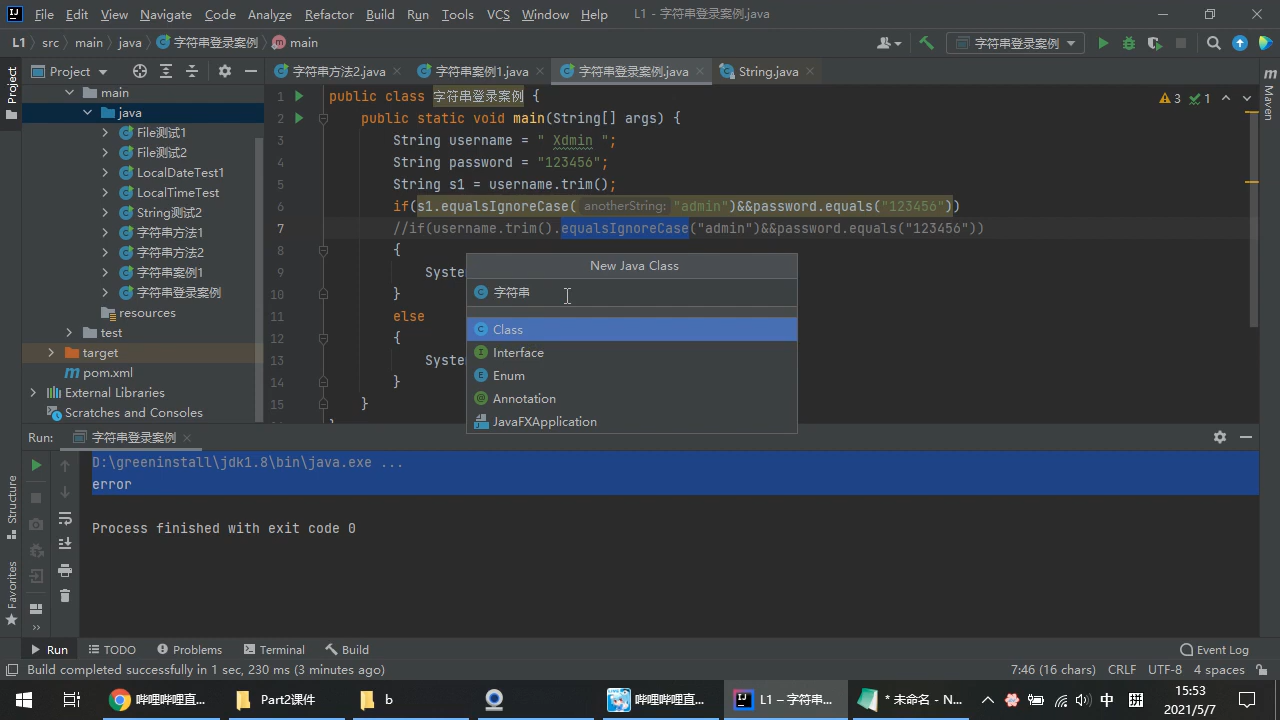 File Edit View Navigate Code Analyze Refactor Build Run Tools VCS Window Help L1 - 字符串登录案例.java
L1 src main java 字符串登录案例 main 字符串登录案例
Project 字符串方法2.java 字符串案例1.java 字符串登录案例.java String.java
Project
Maven
Structure
Favorites
main
java
File测试1
File测试2
LocalDateTest1
LocalTimeTest
String测试2
字符串方法1
字符串方法2
字符串案例1
字符串登录案例
resources
test
target
pom.xml
External Libraries
Scratches and Consoles
3 1
1 public class 字符串登录案例 {
2 public static void main(String[] args) {
3 String username = " Xdmin ";
4 String password = "123456";
5 String s1 = username.trim();
6 if(s1.equalsIgnoreCase( anotherString: "admin")&&password.equals("123456"))
7 //if(username.trim().equalsIgnoreCase("admin")&&password.equals("123456"))
8 {
9 Syste
10 }
11 else
12 {
13 System
14 }
15 }
New Java Class
字符串
Class
Interface
Enum
Annotation
JavaFXApplication
Run: 字符串登录案例
D:\greeninstall\jdk1.8\bin\java.exe ...
error
Process finished with exit code 0
Run TODO Problems Terminal Build Event Log
Build completed successfully in 1 sec, 230 ms (3 minutes ago) 7:46 (16 chars) CRLF UTF-8 4 spaces
哔哩哔哩直... Part2课件 b 哔哩哔哩直... L1 – 字符串... * 未命名 - N... 中 拼
15:53
2021/5/7